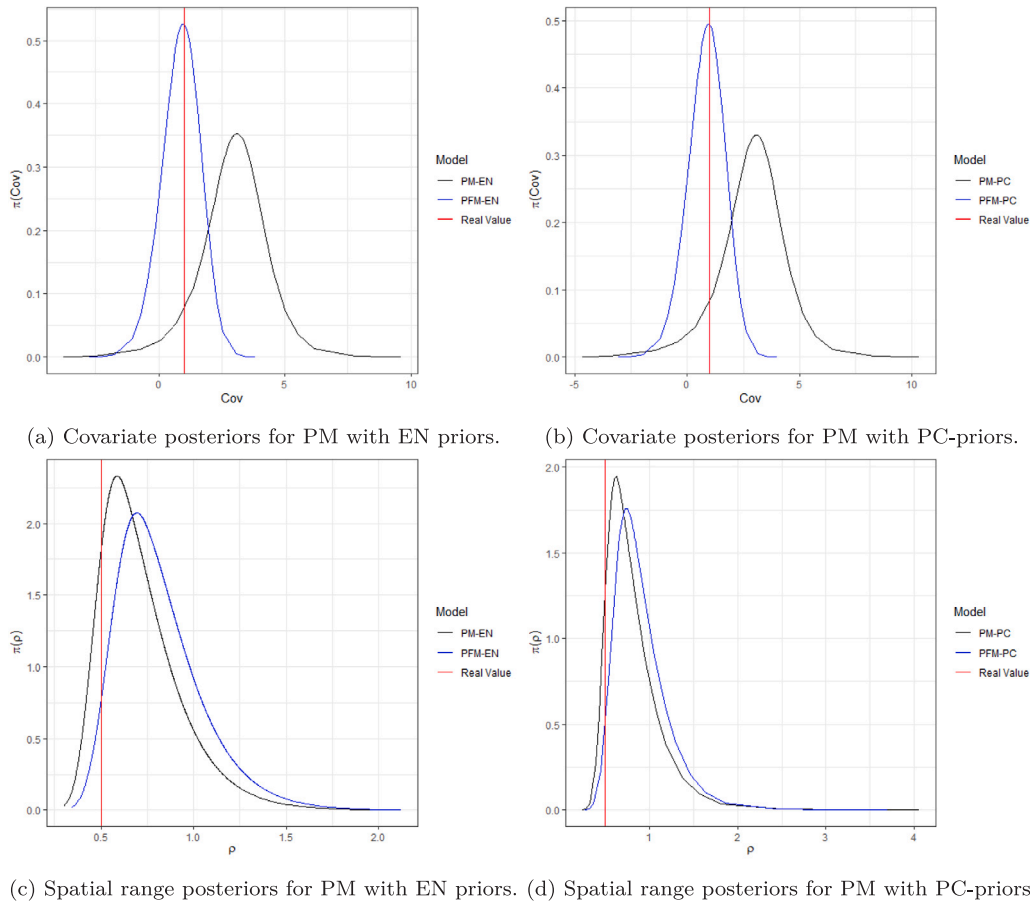 0.5
0.4
0.3
0.2
0.1
0.0
π(Cov)
0 5 10
Cov
Model
PM-EN
PFM-EN
Real Value
0.5
0.4
0.3
0.2
0.1
0.0
π(Cov)
-5 0 5 10
Cov
Model
PM-PC
PFM-PC
Real Value
(a) Covariate posteriors for PM with EN priors.
(b) Covariate posteriors for PM with PC-priors.
2.0
1.5
1.0
0.5
0.0
π(ρ)
0.5 1.0 1.5 2.0
ρ
Model
PM-EN
PFM-EN
Real Value
2.0
1.5
1.0
0.5
0.0
π(ρ)
1 2 3 4
ρ
Model
PM-PC
PFM-PC
Real Value
(c) Spatial range posteriors for PM with EN priors.
(d) Spatial range posteriors for PM with PC-priors